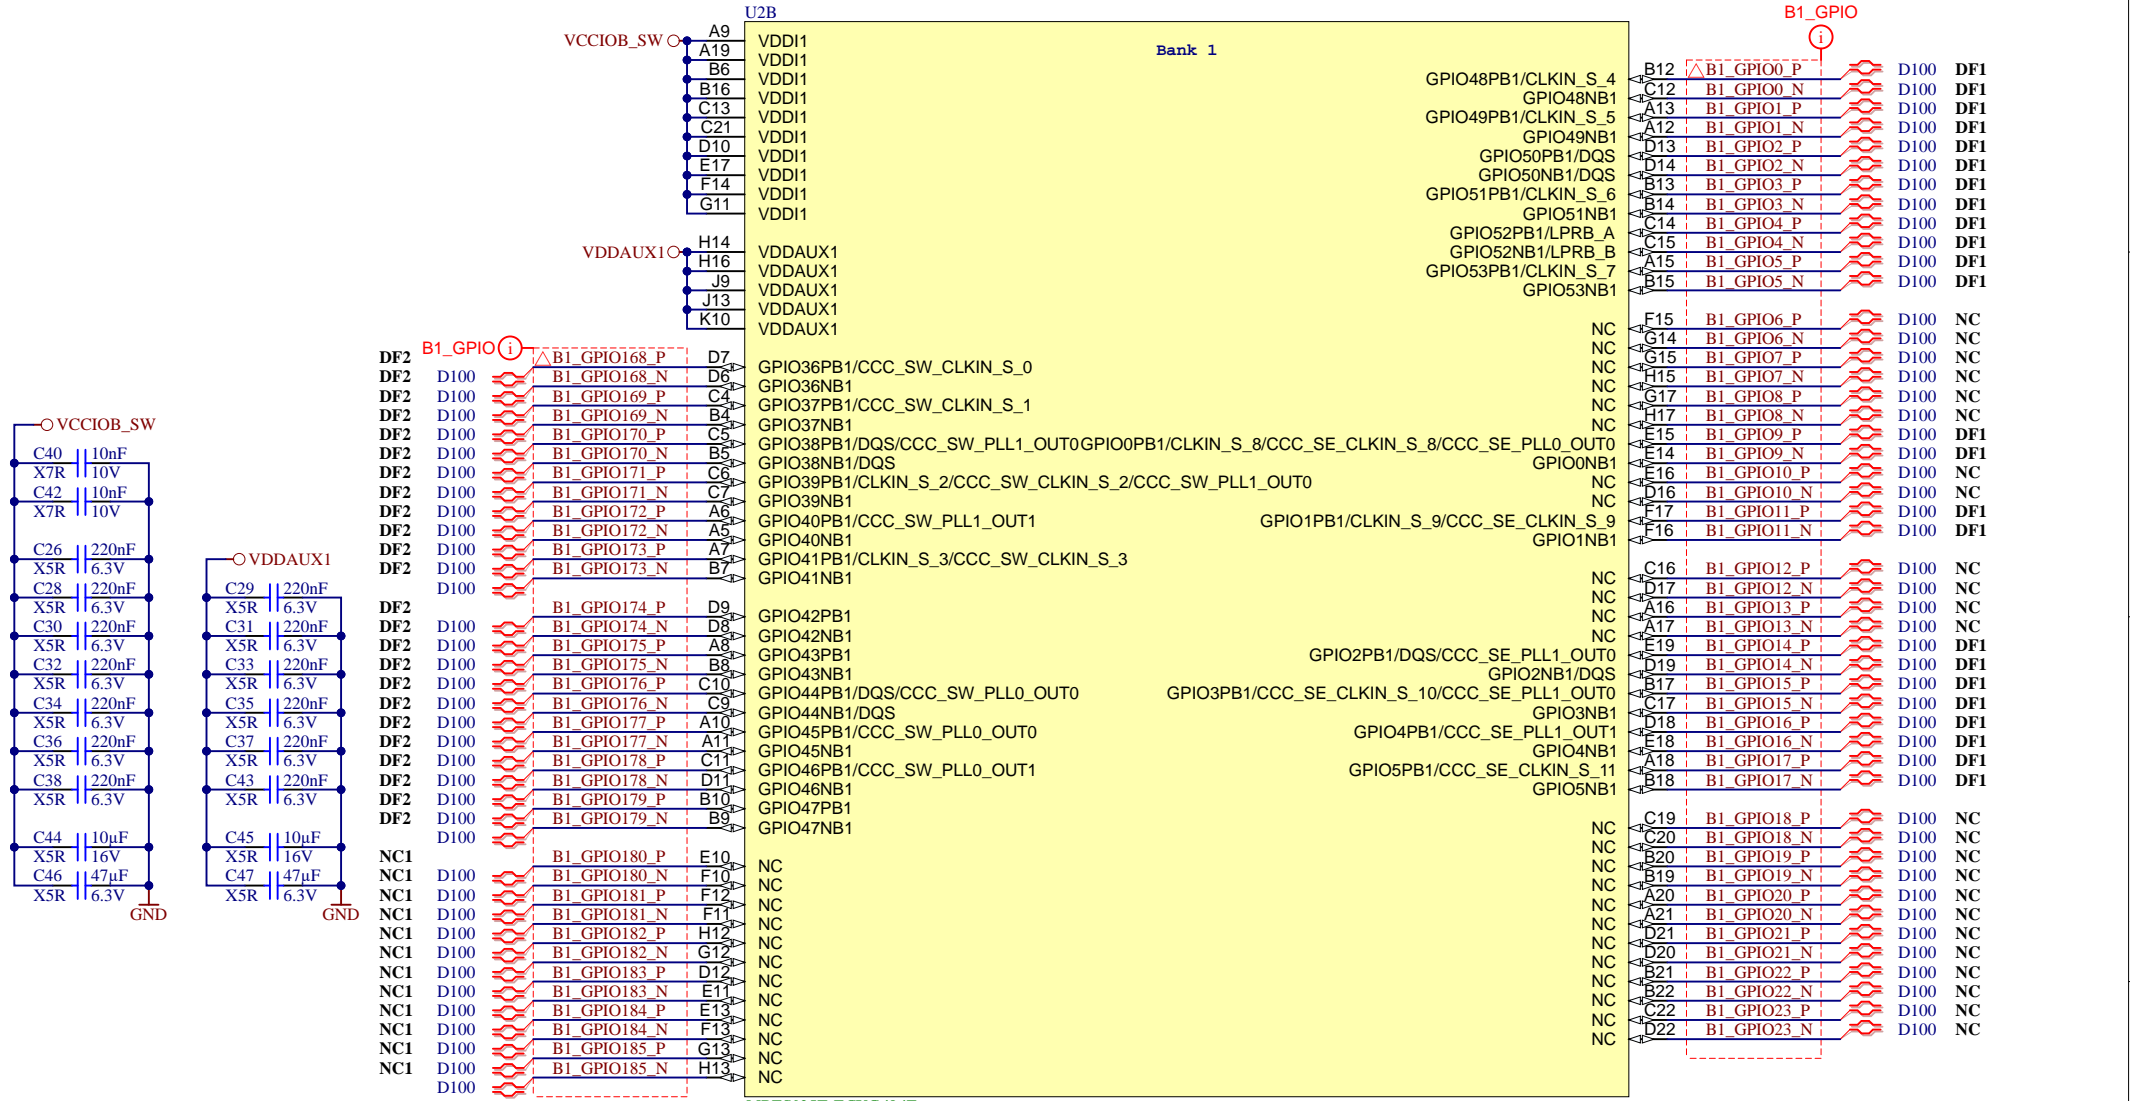 U2B
Bank 1
VCCIOB_SW
A9 VDDI1
A19 VDDI1
B6 VDDI1
B16 VDDI1
C13 VDDI1
C21 VDDI1
D10 VDDI1
E17 VDDI1
F14 VDDI1
G11 VDDI1
VDDAUX1
H14 VDDAUX1
H16 VDDAUX1
J9 VDDAUX1
J13 VDDAUX1
K10 VDDAUX1
B1_GPIO i
DF2 B1_GPIO168_P D7 GPIO36PB1/CCC_SW_CLKIN_S_0
DF2 D100 B1_GPIO168_N D6 GPIO36NB1
DF2 D100 B1_GPIO169_P C4 GPIO37PB1/CCC_SW_CLKIN_S_1
DF2 D100 B1_GPIO169_N B4 GPIO37NB1
DF2 D100 B1_GPIO170_P C5 GPIO38PB1/DQS/CCC_SW_PLL1_OUT0
DF2 D100 B1_GPIO170_N B5 GPIO38NB1/DQS
DF2 D100 B1_GPIO171_P C6 GPIO39PB1/CLKIN_S_2/CCC_SW_CLKIN_S_2/CCC_SW_PLL1_OUT0
DF2 D100 B1_GPIO171_N C7 GPIO39NB1
DF2 D100 B1_GPIO172_P A6 GPIO40PB1/CCC_SW_PLL1_OUT1
DF2 D100 B1_GPIO172_N A5 GPIO40NB1
DF2 D100 B1_GPIO173_P A7 GPIO41PB1/CLKIN_S_3/CCC_SW_CLKIN_S_3
DF2 D100 B1_GPIO173_N B7 GPIO41NB1
D100
DF2 B1_GPIO174_P D9 GPIO42PB1
DF2 D100 B1_GPIO174_N D8 GPIO42NB1
DF2 D100 B1_GPIO175_P A8 GPIO43PB1
DF2 D100 B1_GPIO175_N B8 GPIO43NB1
DF2 D100 B1_GPIO176_P C10 GPIO44PB1/DQS/CCC_SW_PLL0_OUT0
DF2 D100 B1_GPIO176_N C9 GPIO44NB1/DQS
DF2 D100 B1_GPIO177_P A10 GPIO45PB1/CCC_SW_PLL0_OUT0
DF2 D100 B1_GPIO177_N A11 GPIO45NB1
DF2 D100 B1_GPIO178_P C11 GPIO46PB1/CCC_SW_PLL0_OUT1
DF2 D100 B1_GPIO178_N D11 GPIO46NB1
DF2 D100 B1_GPIO179_P B10 GPIO47PB1
DF2 D100 B1_GPIO179_N B9 GPIO47NB1
D100
NC1 B1_GPIO180_P E10 NC
NC1 D100 B1_GPIO180_N F10 NC
NC1 D100 B1_GPIO181_P F12 NC
NC1 D100 B1_GPIO181_N F11 NC
NC1 D100 B1_GPIO182_P H12 NC
NC1 D100 B1_GPIO182_N G12 NC
NC1 D100 B1_GPIO183_P D12 NC
NC1 D100 B1_GPIO183_N E11 NC
NC1 D100 B1_GPIO184_P E13 NC
NC1 D100 B1_GPIO184_N F13 NC
NC1 D100 B1_GPIO185_P G13 NC
NC1 D100 B1_GPIO185_N H13 NC
D100
VCCIOB_SW
C40 10nF
X7R 10V
C42 10nF
X7R 10V
C26 220nF
X5R 6.3V
C28 220nF
X5R 6.3V
C30 220nF
X5R 6.3V
C32 220nF
X5R 6.3V
C34 220nF
X5R 6.3V
C36 220nF
X5R 6.3V
C38 220nF
X5R 6.3V
C44 10µF
X5R 16V
C46 47µF
X5R 6.3V
GND
VDDAUX1
C29 220nF
X5R 6.3V
C31 220nF
X5R 6.3V
C33 220nF
X5R 6.3V
C35 220nF
X5R 6.3V
C37 220nF
X5R 6.3V
C43 220nF
X5R 6.3V
C45 10µF
X5R 16V
C47 47µF
X5R 6.3V
GND
B1_GPIO
i
GPIO48PB1/CLKIN_S_4 B12 B1_GPIO0_P D100 DF1
GPIO48NB1 C12 B1_GPIO0_N D100 DF1
GPIO49PB1/CLKIN_S_5 A13 B1_GPIO1_P D100 DF1
GPIO49NB1 A12 B1_GPIO1_N D100 DF1
GPIO50PB1/DQS D13 B1_GPIO2_P D100 DF1
GPIO50NB1/DQS D14 B1_GPIO2_N D100 DF1
GPIO51PB1/CLKIN_S_6 B13 B1_GPIO3_P D100 DF1
GPIO51NB1 B14 B1_GPIO3_N D100 DF1
GPIO52PB1/LPRB_A C14 B1_GPIO4_P D100 DF1
GPIO52NB1/LPRB_B C15 B1_GPIO4_N D100 DF1
GPIO53PB1/CLKIN_S_7 A15 B1_GPIO5_P D100 DF1
GPIO53NB1 B15 B1_GPIO5_N D100 DF1
NC F15 B1_GPIO6_P D100 NC
NC G14 B1_GPIO6_N D100 NC
NC G15 B1_GPIO7_P D100 NC
NC H15 B1_GPIO7_N D100 NC
NC G17 B1_GPIO8_P D100 NC
NC H17 B1_GPIO8_N D100 NC
GPIO0PB1/CLKIN_S_8/CCC_SE_CLKIN_S_8/CCC_SE_PLL0_OUT0 E15 B1_GPIO9_P D100 DF1
GPIO0NB1 E14 B1_GPIO9_N D100 DF1
NC E16 B1_GPIO10_P D100 NC
NC D16 B1_GPIO10_N D100 NC
GPIO1PB1/CLKIN_S_9/CCC_SE_CLKIN_S_9 F17 B1_GPIO11_P D100 DF1
GPIO1NB1 F16 B1_GPIO11_N D100 DF1
NC C16 B1_GPIO12_P D100 NC
NC D17 B1_GPIO12_N D100 NC
NC A16 B1_GPIO13_P D100 NC
NC A17 B1_GPIO13_N D100 NC
GPIO2PB1/DQS/CCC_SE_PLL1_OUT0 E19 B1_GPIO14_P D100 DF1
GPIO2NB1/DQS D19 B1_GPIO14_N D100 DF1
GPIO3PB1/CCC_SE_CLKIN_S_10/CCC_SE_PLL1_OUT0 B17 B1_GPIO15_P D100 DF1
GPIO3NB1 C17 B1_GPIO15_N D100 DF1
GPIO4PB1/CCC_SE_PLL1_OUT1 D18 B1_GPIO16_P D100 DF1
GPIO4NB1 E18 B1_GPIO16_N D100 DF1
GPIO5PB1/CCC_SE_CLKIN_S_11 A18 B1_GPIO17_P D100 DF1
GPIO5NB1 B18 B1_GPIO17_N D100 DF1
NC C19 B1_GPIO18_P D100 NC
NC C20 B1_GPIO18_N D100 NC
NC B20 B1_GPIO19_P D100 NC
NC B19 B1_GPIO19_N D100 NC
NC A20 B1_GPIO20_P D100 NC
NC A21 B1_GPIO20_N D100 NC
NC D21 B1_GPIO21_P D100 NC
NC D20 B1_GPIO21_N D100 NC
NC B21 B1_GPIO22_P D100 NC
NC B22 B1_GPIO22_N D100 NC
NC C22 B1_GPIO23_P D100 NC
NC D22 B1_GPIO23_N D100 NC